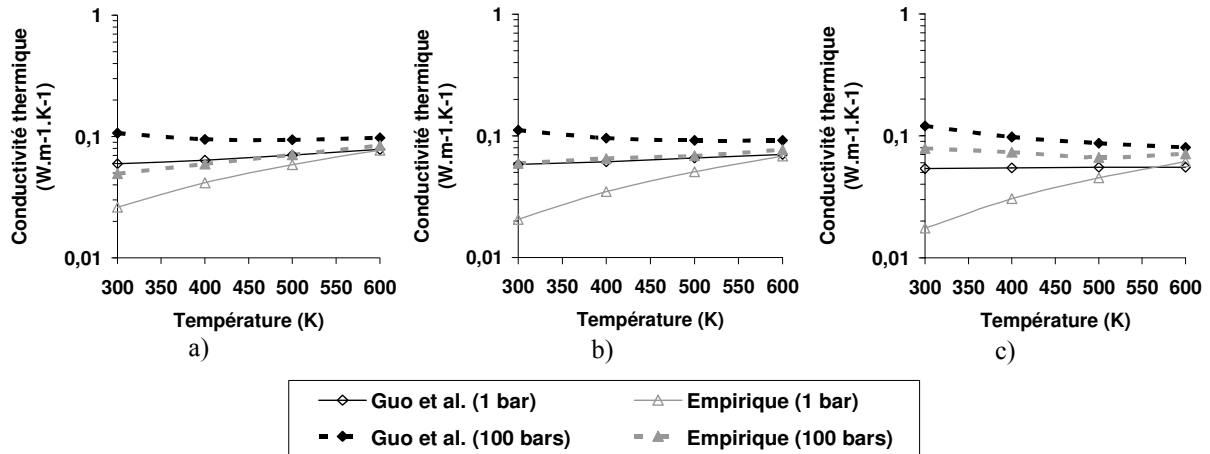 1
0,1
0,01
Conductivité thermique
(W.m-1.K-1)
300 350 400 450 500 550 600
Température (K)
a)
1
0,1
0,01
Conductivité thermique
(W.m-1.K-1)
300 350 400 450 500 550 600
Température (K)
b)
1
0,1
0,01
Conductivité thermique
(W.m-1.K-1)
300 350 400 450 500 550 600
Température (K)
c)
Guo et al. (1 bar)
Empirique (1 bar)
Guo et al. (100 bars)
Empirique (100 bars)